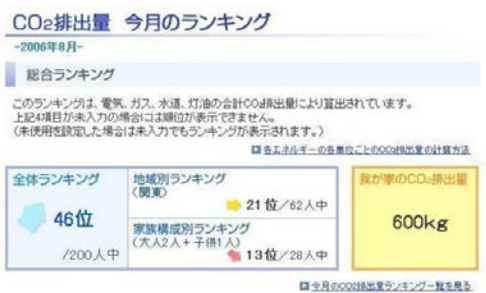 CO2排出量 今月のランキング
-2006年8月-
総合ランキング
このランキングは、電気、ガス、水道、灯油の合計CO2排出量により算出されています。
上記4項目が未入力の場合には順位が表示できません。
(未使用を設定した場合は未入力でもランキングが表示されます。)
各エネルギーの各単位ごとのCO2排出量の計算方法
全体ランキング
46位
/200人中
地域別ランキング
(関東)
21位/62人中
家族構成別ランキング
(大人2人+子供1人)
13位/28人中
我が家のCO2排出量
600kg
今月のCO2排出量ランキング一覧を見る